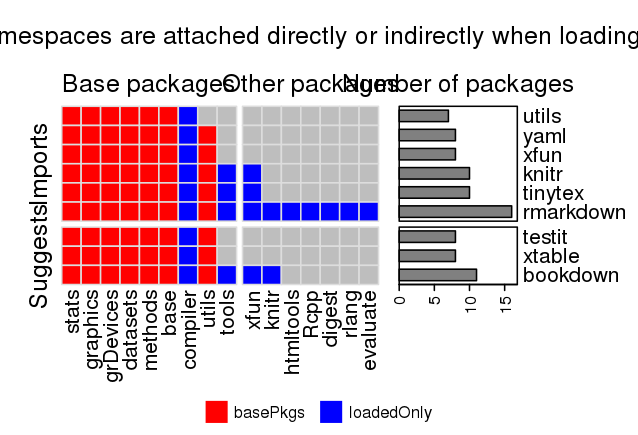 mespaces are attached directly or indirectly when loading
Base packages
Other packages
Number of packages
Imports
Suggests
utils
yaml
xfun
knitr
tinytex
rmarkdown
testit
xtable
bookdown
0 5 10 15
stats
graphics
grDevices
datasets
methods
base
compiler
utils
tools
xfun
knitr
htmltools
Rcpp
digest
rlang
evaluate
basePkgs
loadedOnly